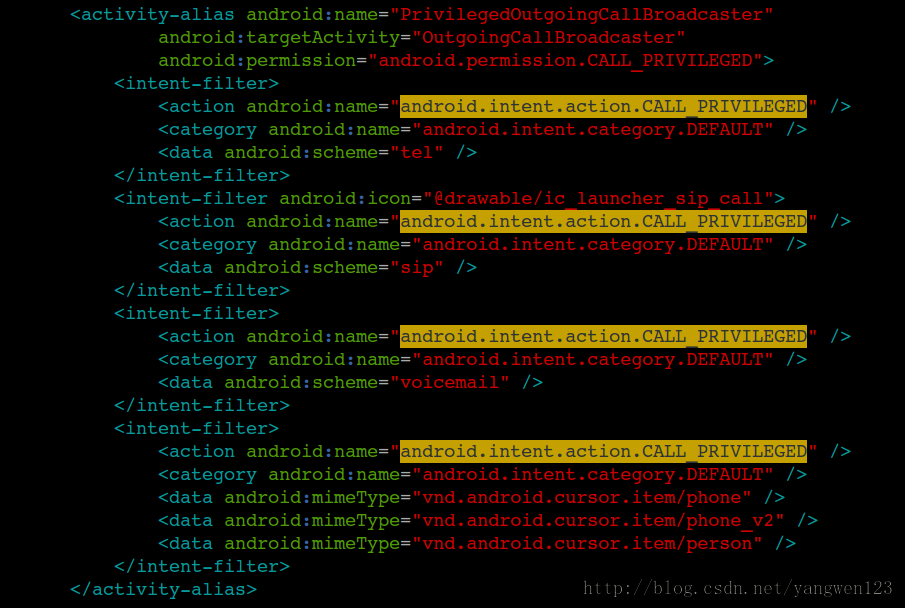 <activity-alias android:name="PrivilegedOutgoingCallBroadcaster"
android:targetActivity="OutgoingCallBroadcaster"
android:permission="android.permission.CALL_PRIVILEGED">
<intent-filter>
<action android:name="android.intent.action.CALL_PRIVILEGED" />
<category android:name="android.intent.category.DEFAULT" />
<data android:scheme="tel" />
</intent-filter>
<intent-filter android:icon="@drawable/ic_launcher_sip_call">
<action android:name="android.intent.action.CALL_PRIVILEGED" />
<category android:name="android.intent.category.DEFAULT" />
<data android:scheme="sip" />
</intent-filter>
<intent-filter>
<action android:name="android.intent.action.CALL_PRIVILEGED" />
<category android:name="android.intent.category.DEFAULT" />
<data android:scheme="voicemail" />
</intent-filter>
<intent-filter>
<action android:name="android.intent.action.CALL_PRIVILEGED" />
<category android:name="android.intent.category.DEFAULT" />
<data android:mimeType="vnd.android.cursor.item/phone" />
<data android:mimeType="vnd.android.cursor.item/phone_v2" />
<data android:mimeType="vnd.android.cursor.item/person" />
</intent-filter>
</activity-alias>
http://blog.csdn.net/yangwen123